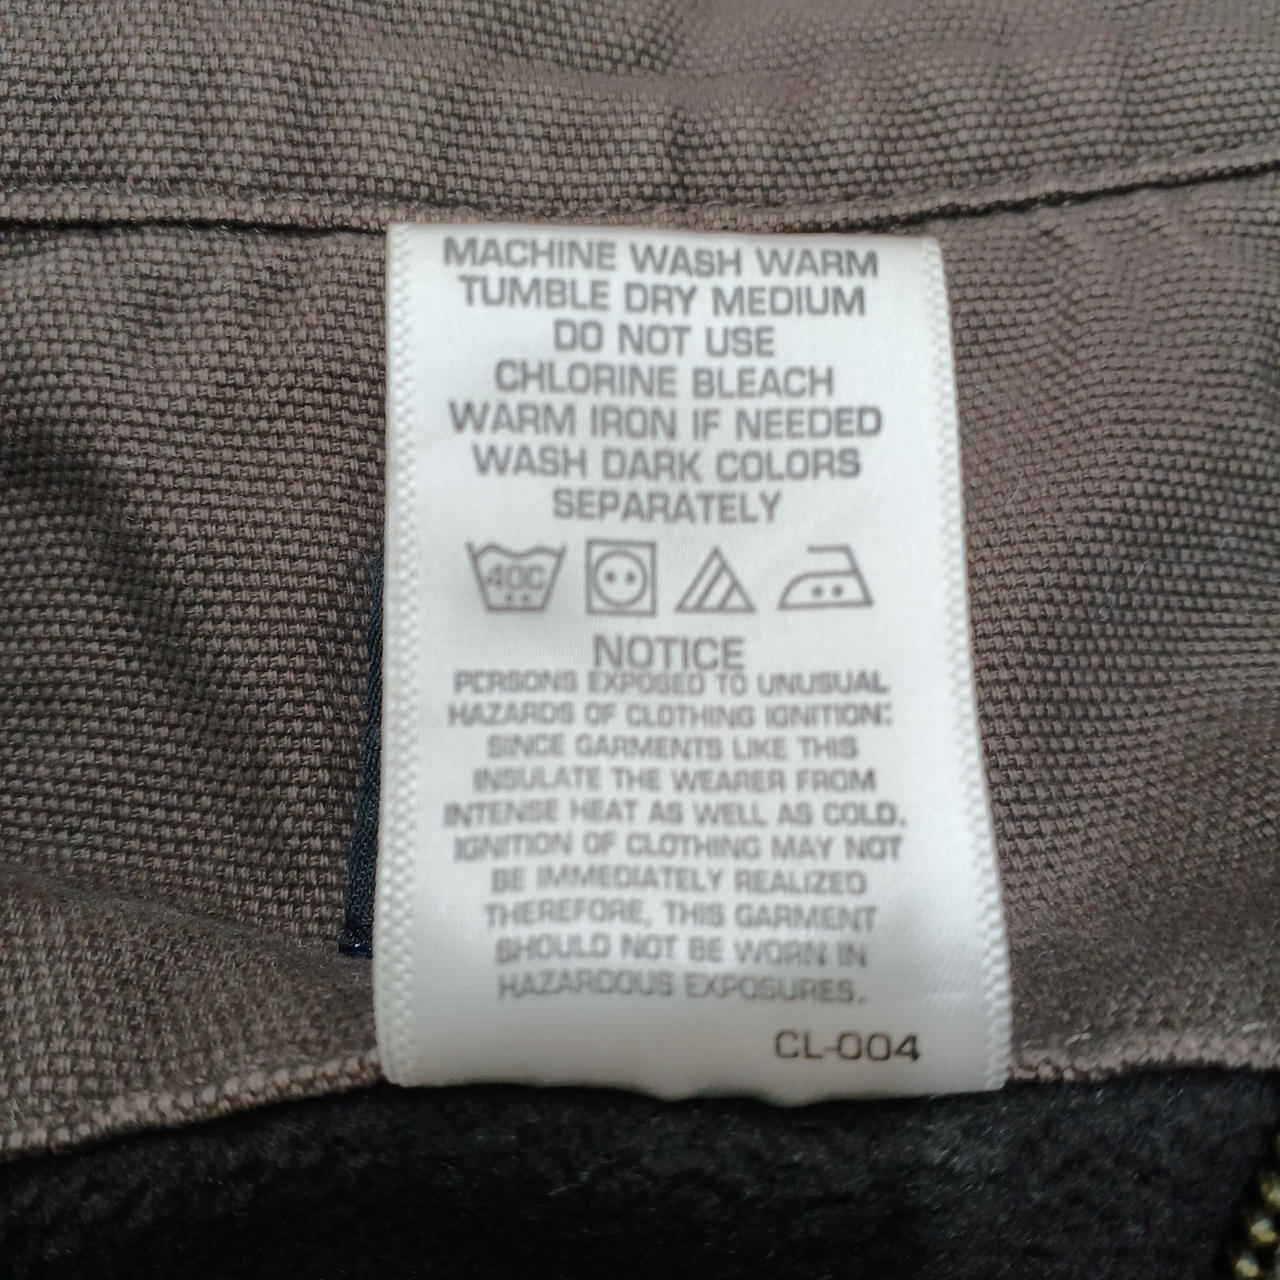 MACHINE WASH WARM
TUMBLE DRY MEDIUM
DO NOT USE
CHLORINE BLEACH
WARM IRON IF NEEDED
WASH DARK COLORS
SEPARATELY
40C
NOTICE
PERSONS EXPOSED TO UNUSUAL
HAZARDS OF CLOTHING IGNITION:
SINCE GARMENTS LIKE THIS
INSULATE THE WEARER FROM
INTENSE HEAT AS WELL AS COLD,
IGNITION OF CLOTHING MAY NOT
BE IMMEDIATELY REALIZED
THEREFORE, THIS GARMENT
SHOULD NOT BE WORN IN
HAZARDOUS EXPOSURES.
CL-004